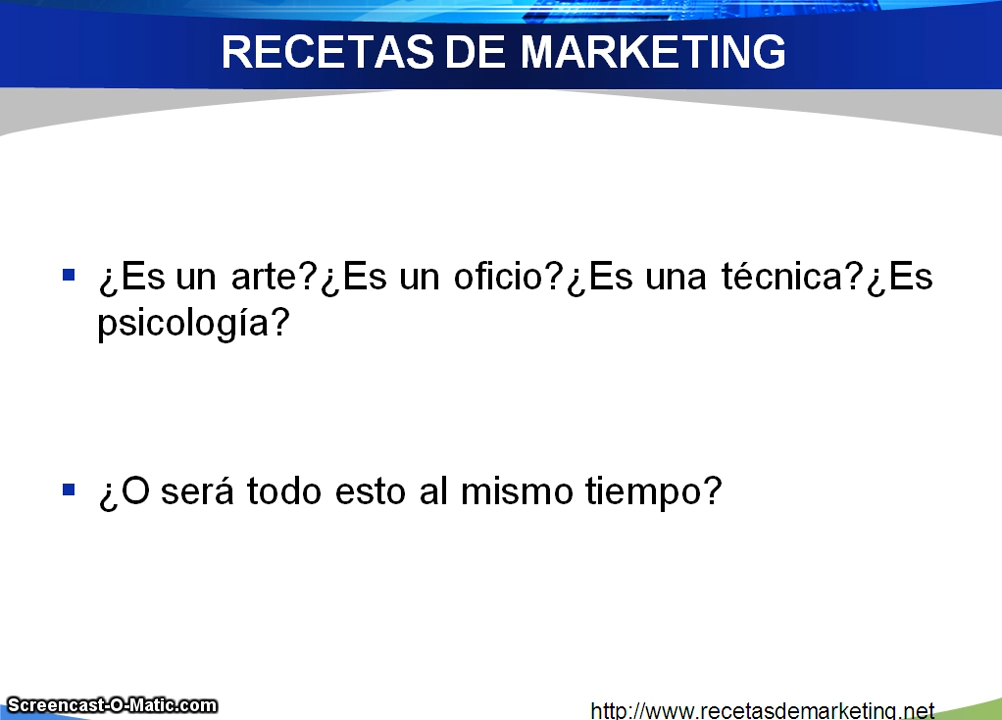 RECETAS DE MARKETING
¿Es un arte?¿Es un oficio?¿Es una técnica?¿Es
psicología?
¿O será todo esto al mismo tiempo?
Screencast-O-Matic.com
http://www.recetasdemarketing.net